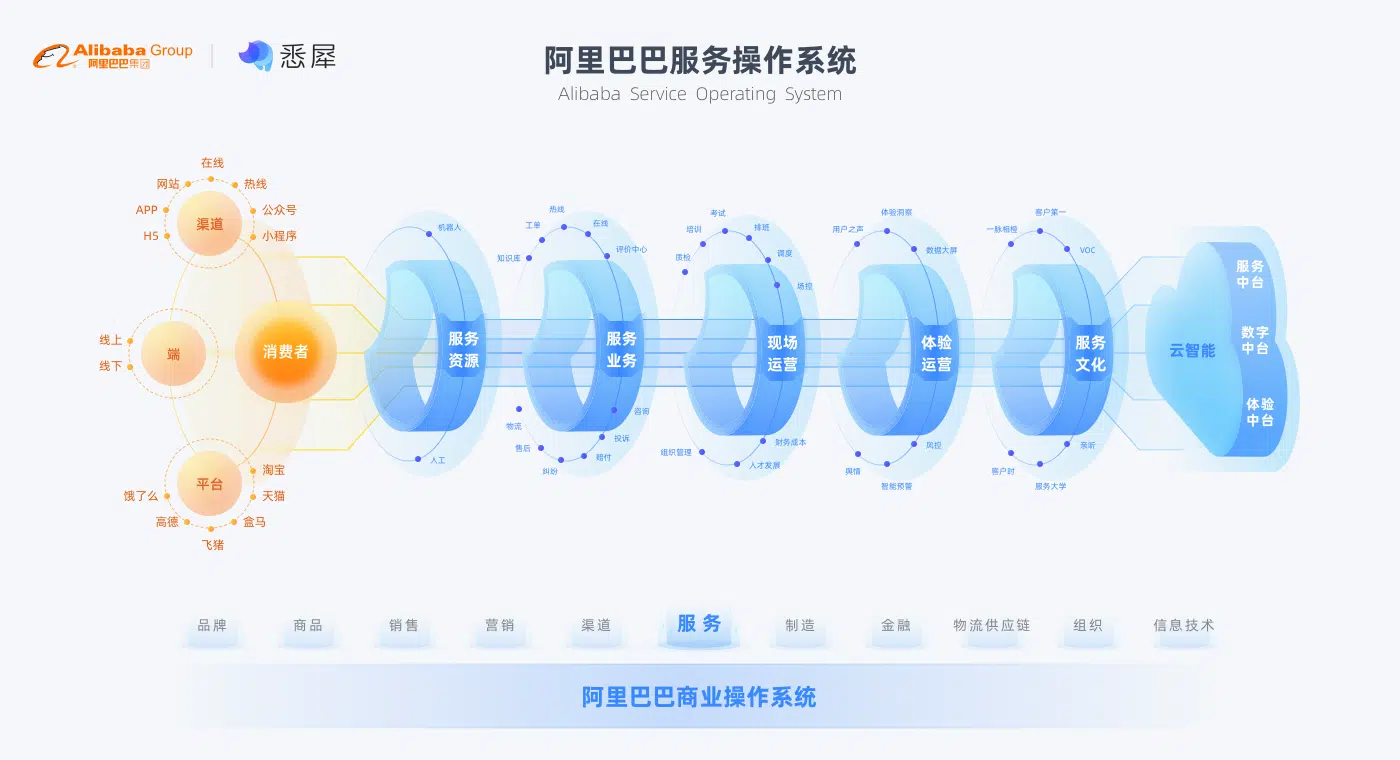 Alibaba Group
阿里巴巴集团
悉犀
阿里巴巴服务操作系统
Alibaba Service Operating System
在线
网站
热线
APP
公众号
H5
小程序
渠道
线上
线下
端
消费者
平台
淘宝
饿了么
天猫
高德
盒马
飞猪
机器人
服务
资源
人工
热线
工单
在线
知识库
评价中心
服务
业务
物流
咨询
售后
投诉
纠纷
赔付
考试
培训
排班
质检
调度
场控
现场
运营
组织管理
财务成本
人才发展
体验洞察
用户之声
数据大屏
体验
运营
舆情
风控
智能预警
客户第一
一脉相橙
VOC
服务
文化
客户时
亲听
服务大学
云智能
服务
中台
数字
中台
体验
中台
品牌
商品
销售
营销
渠道
服务
制造
金融
物流供应链
组织
信息技术
阿里巴巴商业操作系统